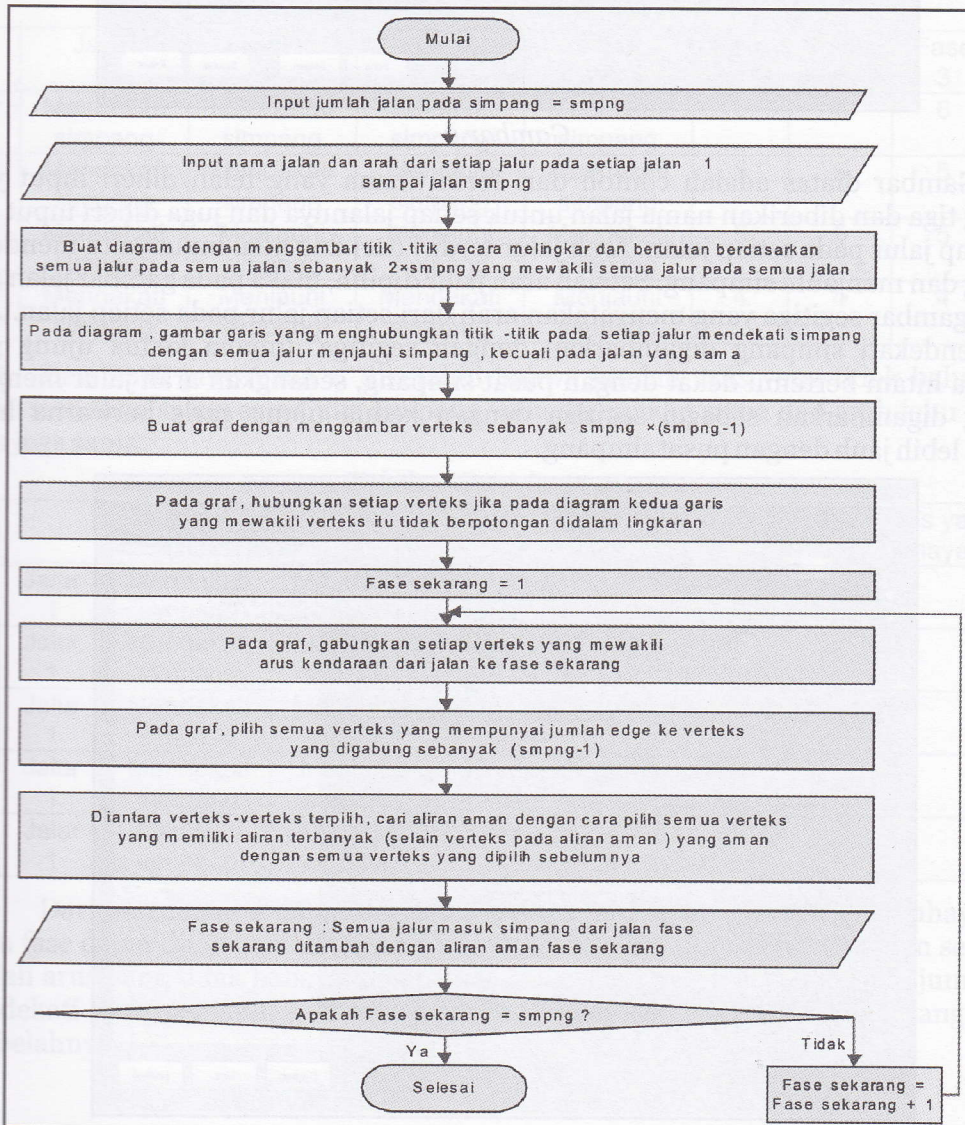 Mulai
Input jumlah jalan pada simpang = smpng
Input nama jalan dan arah dari setiap jalur pada setiap jalan 1
sampai jalan smpng
Buat diagram dengan menggambar titik -titik secara melingkar dan berurutan berdasarkan
semua jalur pada semua jalan sebanyak 2×smpng yang mewakili semua jalur pada semua jalan
Pada diagram , gambar garis yang menghubungkan titik -titik pada setiap jalur mendekati simpang
dengan semua jalur menjauhi simpang , kecuali pada jalan yang sama
Buat graf dengan menggambar verteks sebanyak smpng ×(smpng-1)
Pada graf, hubungkan setiap verteks jika pada diagram kedua garis
yang mewakili verteks itu tidak berpotongan didalam lingkaran
Fase sekarang = 1
Pada graf, gabungkan setiap verteks yang mewakili
arus kendaraan dari jalan ke fase sekarang
Pada graf, pilih semua verteks yang mempunyai jumlah edge ke verteks
yang digabung sebanyak (smpng-1)
Diantara verteks-verteks terpilih, cari aliran aman dengan cara pilih semua verteks
yang memiliki aliran terbanyak (selain verteks pada aliran aman ) yang aman
dengan semua verteks yang dipilih sebelumnya
Fase sekarang : Semua jalur masuk simpang dari jalan fase
sekarang ditambah dengan aliran aman fase sekarang
Apakah Fase sekarang = smpng ?
Ya
Tidak
Selesai
Fase sekarang =
Fase sekarang + 1